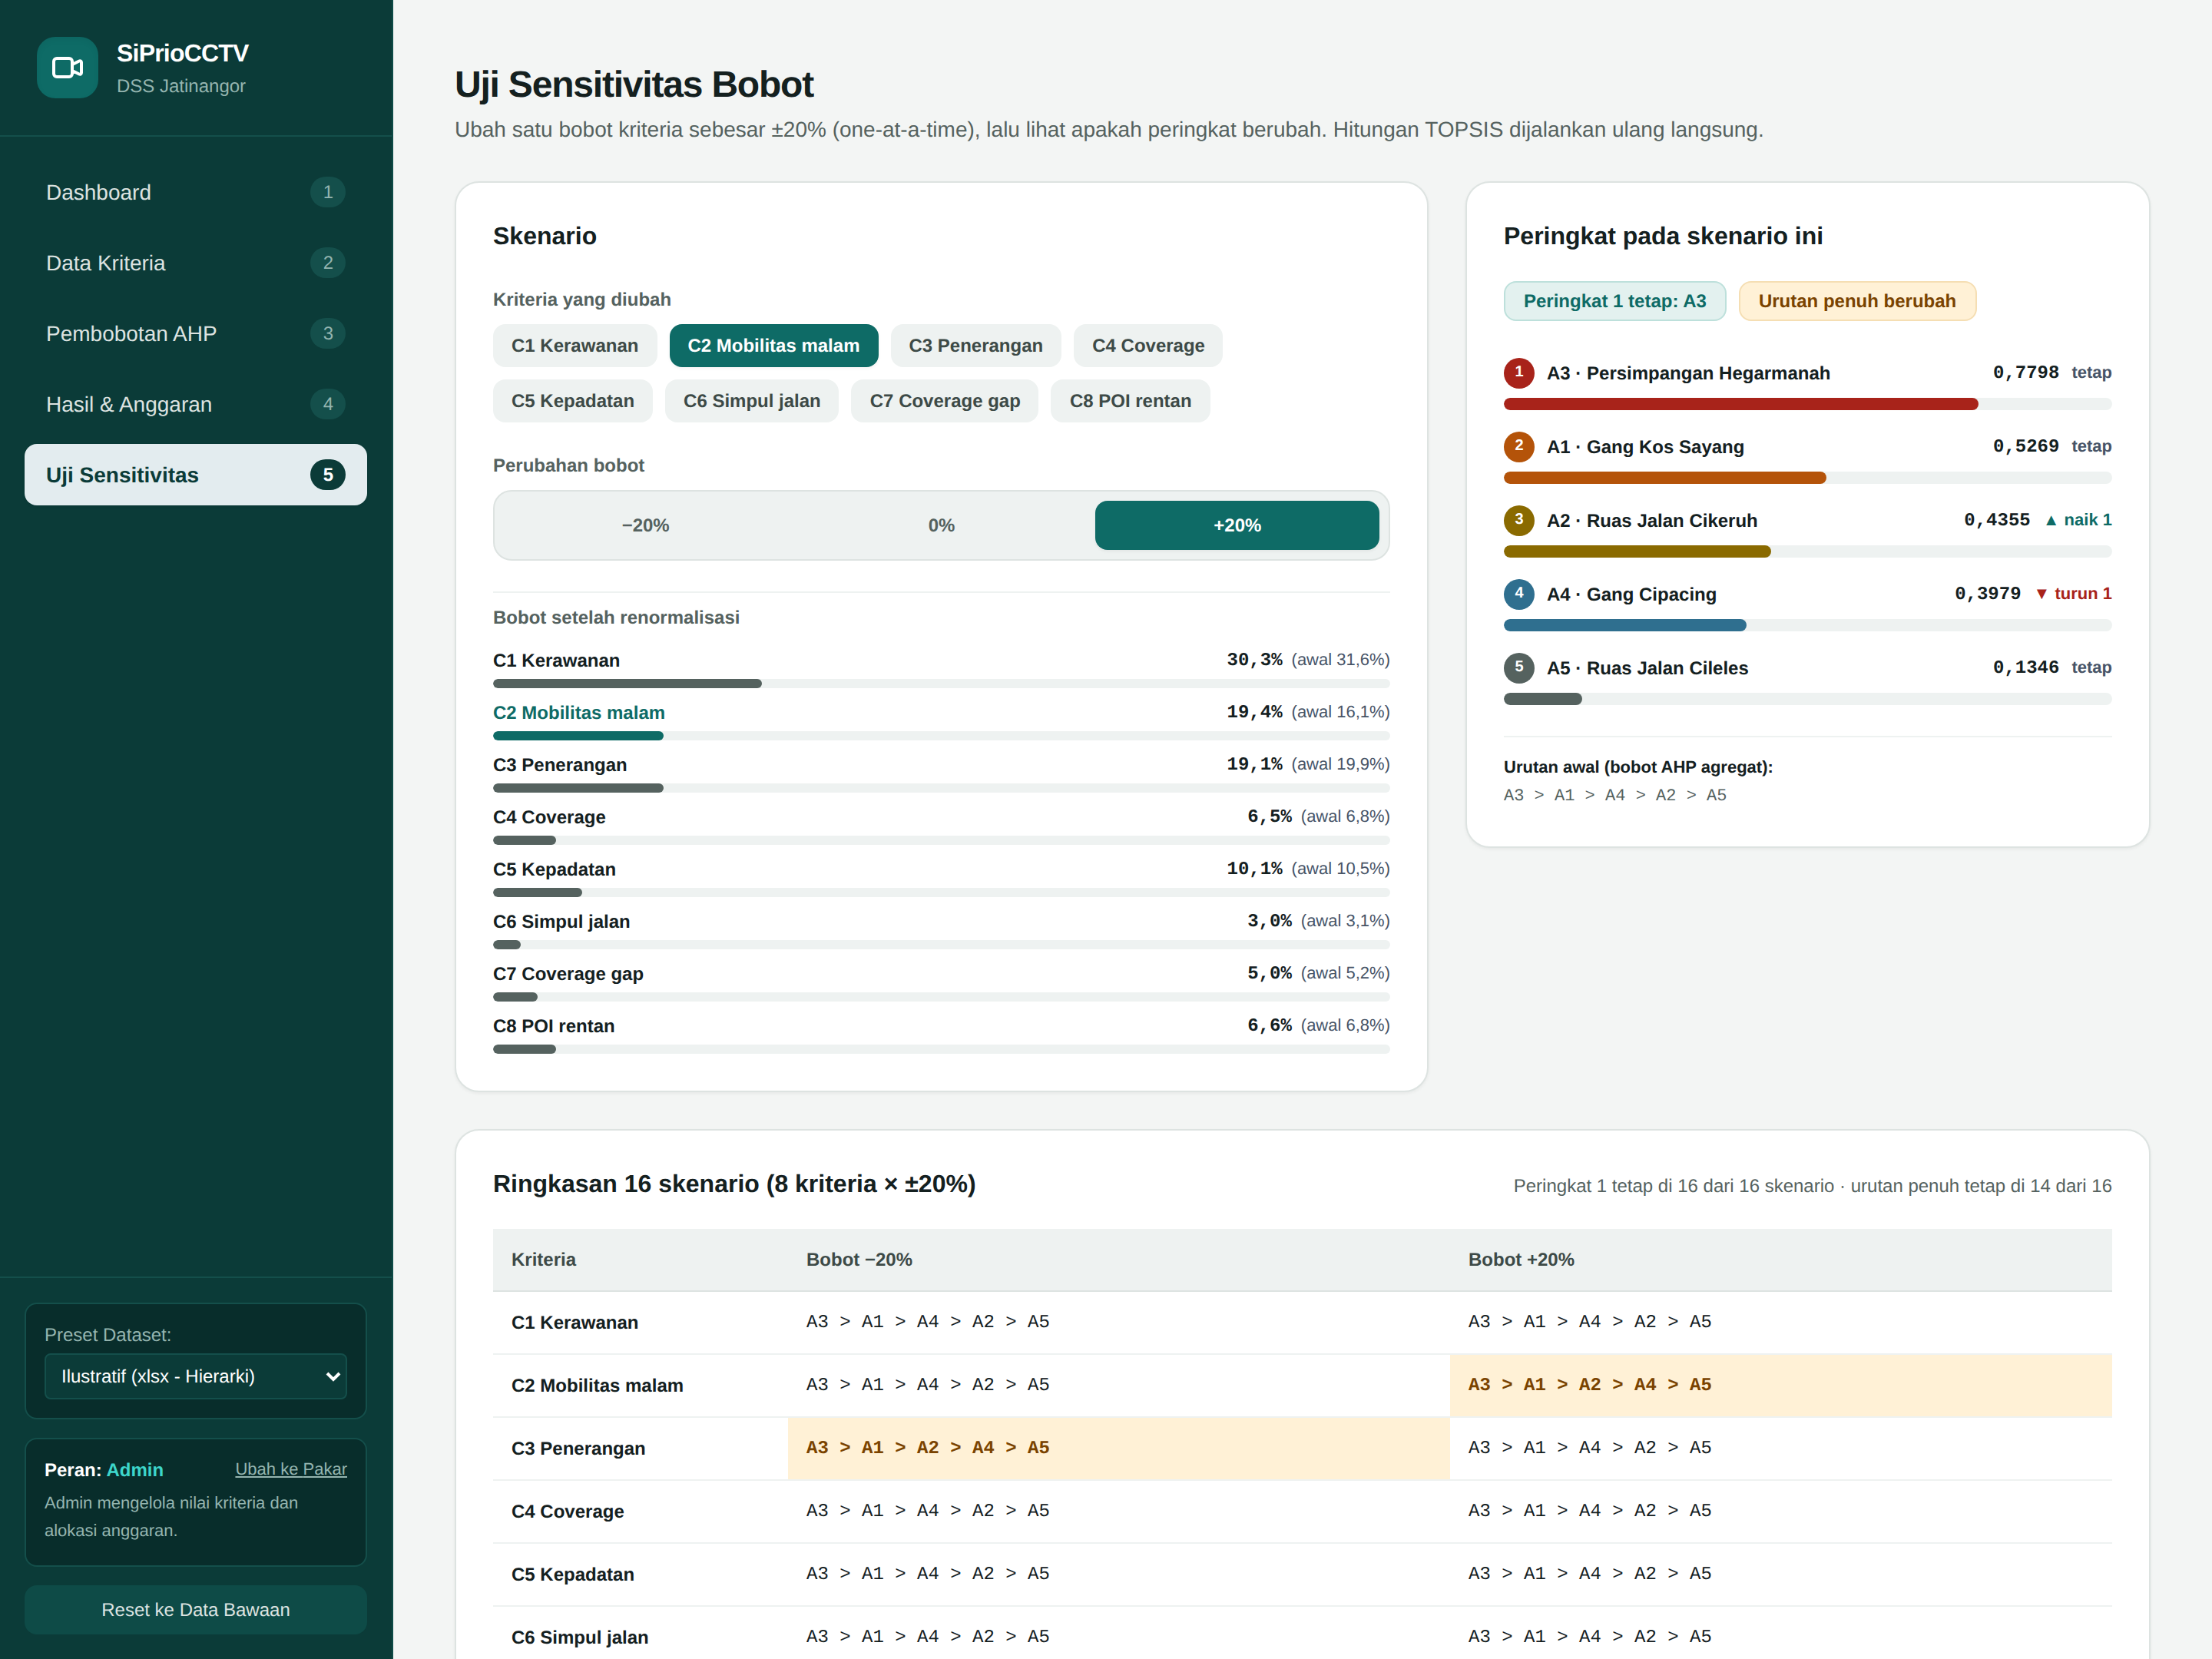 SiPrioCCTV
DSS Jatinangor
Dashboard 1
Data Kriteria 2
Pembobotan AHP 3
Hasil & Anggaran 4
Uji Sensitivitas 5
Preset Dataset:
Ilustratif (xlsx - Hierarki)
Peran: Admin Ubah ke Pakar
Admin mengelola nilai kriteria dan
alokasi anggaran.
Reset ke Data Bawaan
Uji Sensitivitas Bobot
Ubah satu bobot kriteria sebesar ±20% (one-at-a-time), lalu lihat apakah peringkat berubah. Hitungan TOPSIS dijalankan ulang langsung.
Skenario
Kriteria yang diubah
C1 Kerawanan C2 Mobilitas malam C3 Penerangan C4 Coverage
C5 Kepadatan C6 Simpul jalan C7 Coverage gap C8 POI rentan
Perubahan bobot
−20% 0% +20%
Bobot setelah renormalisasi
C1 Kerawanan 30,3% (awal 31,6%)
C2 Mobilitas malam 19,4% (awal 16,1%)
C3 Penerangan 19,1% (awal 19,9%)
C4 Coverage 6,5% (awal 6,8%)
C5 Kepadatan 10,1% (awal 10,5%)
C6 Simpul jalan 3,0% (awal 3,1%)
C7 Coverage gap 5,0% (awal 5,2%)
C8 POI rentan 6,6% (awal 6,8%)
Peringkat pada skenario ini
Peringkat 1 tetap: A3 Urutan penuh berubah
1 A3 · Persimpangan Hegarmanah 0,7798 tetap
2 A1 · Gang Kos Sayang 0,5269 tetap
3 A2 · Ruas Jalan Cikeruh 0,4355 ▲ naik 1
4 A4 · Gang Cipacing 0,3979 ▼ turun 1
5 A5 · Ruas Jalan Cileles 0,1346 tetap
Urutan awal (bobot AHP agregat):
A3 > A1 > A4 > A2 > A5
Ringkasan 16 skenario (8 kriteria × ±20%) Peringkat 1 tetap di 16 dari 16 skenario · urutan penuh tetap di 14 dari 16
Kriteria Bobot −20% Bobot +20%
C1 Kerawanan A3 > A1 > A4 > A2 > A5 A3 > A1 > A4 > A2 > A5
C2 Mobilitas malam A3 > A1 > A4 > A2 > A5 A3 > A1 > A2 > A4 > A5
C3 Penerangan A3 > A1 > A2 > A4 > A5 A3 > A1 > A4 > A2 > A5
C4 Coverage A3 > A1 > A4 > A2 > A5 A3 > A1 > A4 > A2 > A5
C5 Kepadatan A3 > A1 > A4 > A2 > A5 A3 > A1 > A4 > A2 > A5
C6 Simpul jalan A3 > A1 > A4 > A2 > A5 A3 > A1 > A4 > A2 > A5